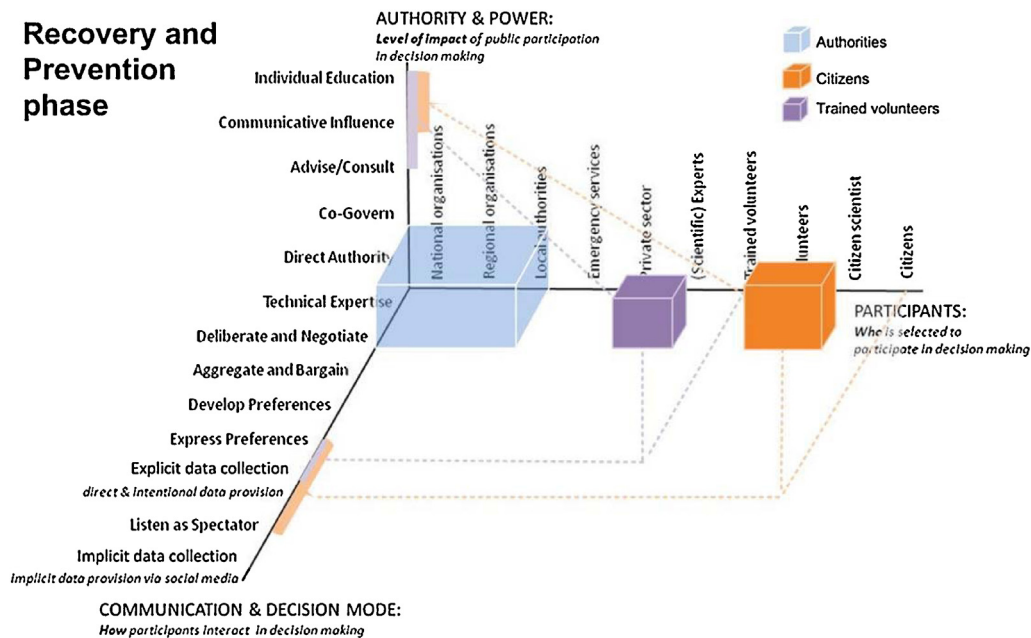 Recovery and
Prevention
phase
AUTHORITY & POWER:
Level of impact of public participation
in decision making
Authorities
Citizens
Trained volunteers
Individual Education
Communicative Influence
Advise/Consult
Co-Govern
Direct Authority
Technical Expertise
Deliberate and Negotiate
Aggregate and Bargain
Develop Preferences
Express Preferences
Explicit data collection
direct & intentional data provision
Listen as Spectator
Implicit data collection
implicit data provision via social media
COMMUNICATION & DECISION MODE:
How participants interact in decision making
National organisations
Regional organisations
Local authorities
Emergency services
Private sector
(Scientific) Experts
Trained volunteers
Citizen scientist
Citizens
PARTICIPANTS:
Who is selected to
participate in decision making